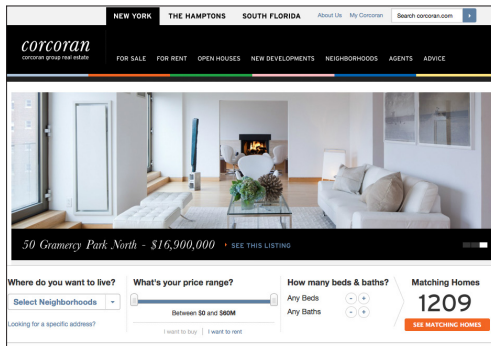 NEW YORK THE HAMPTONS SOUTH FLORIDA About Us My Corcoran Search corcoran.com
corcoran
corcoran group real estate
FOR SALE FOR RENT OPEN HOUSES NEW DEVELOPMENTS NEIGHBORHOODS AGENTS ADVICE
50 Gramercy Park North - $16,900,000 SEE THIS LISTING
Where do you want to live? What's your price range? How many beds & baths? Matching Homes
Select Neighborhoods Any Beds - + 1209
Between $0 and $60M Any Baths - +
Looking for a specific address? I want to buy | I want to rent SEE MATCHING HOMES